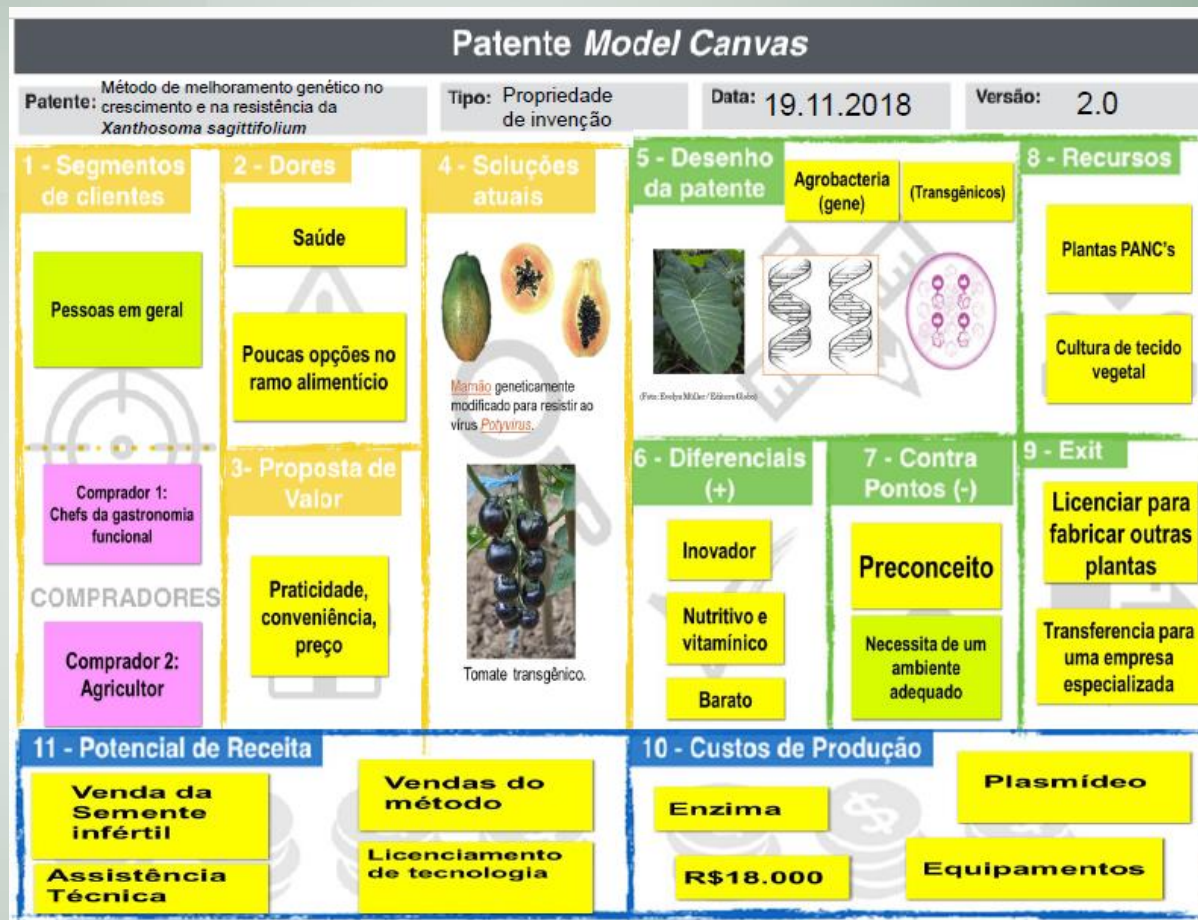 Patente Model Canvas
Patente: Método de melhoramento genético no
crescimento e na resistência da
Xanthosoma sagittifolium
Tipo: Propriedade
de invenção
Data: 19.11.2018
Versão: 2.0
1 - Segmentos
de clientes
Pessoas em geral
Comprador 1:
Chefs da gastronomia
funcional
COMPRADORES
Comprador 2:
Agricultor
2 - Dores
Saúde
Poucas opções no
ramo alimentício
3- Proposta de
Valor
Praticidade,
conveniência,
preço
4 - Soluções
atuais
Mamão geneticamente
modificado para resistir ao
vírus Potyvirus.
Tomate transgênico.
5 - Desenho
da patente
Agrobacteria
(gene)
(Transgênicos)
(Foto: Evelyn Müller / Editora Globo)
6 - Diferenciais
(+)
Inovador
Nutritivo e
vitamínico
Barato
7 - Contra
Pontos (-)
Preconceito
Necessita de um
ambiente
adequado
8 - Recursos
Plantas PANC's
Cultura de tecido
vegetal
9 - Exit
Licenciar para
fabricar outras
plantas
Transferencia para
uma empresa
especializada
11 - Potencial de Receita
Venda da
Semente
infértil
Vendas do
método
Assistência
Técnica
Licenciamento
de tecnologia
10 - Custos de Produção
Enzima
Plasmídeo
R$18.000
Equipamentos